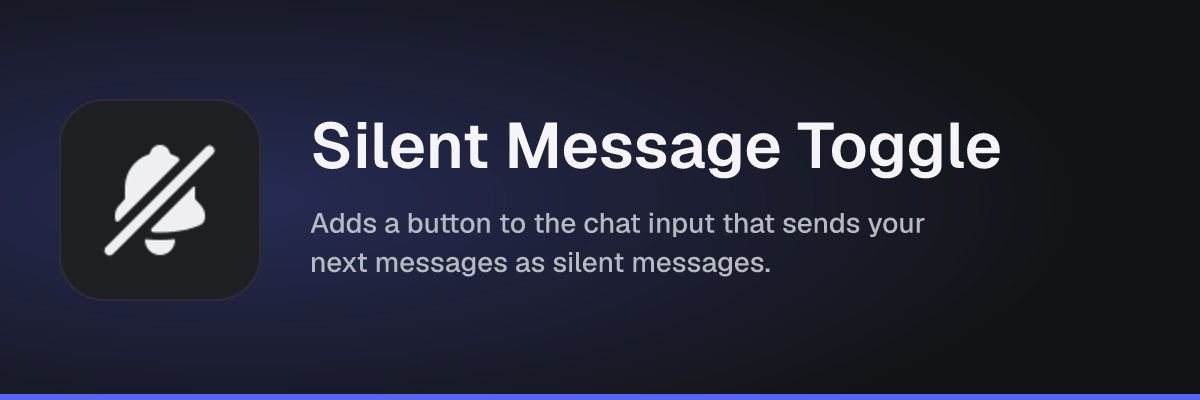 Silent Message Toggle
Adds a button to the chat input that sends your
next messages as silent messages.